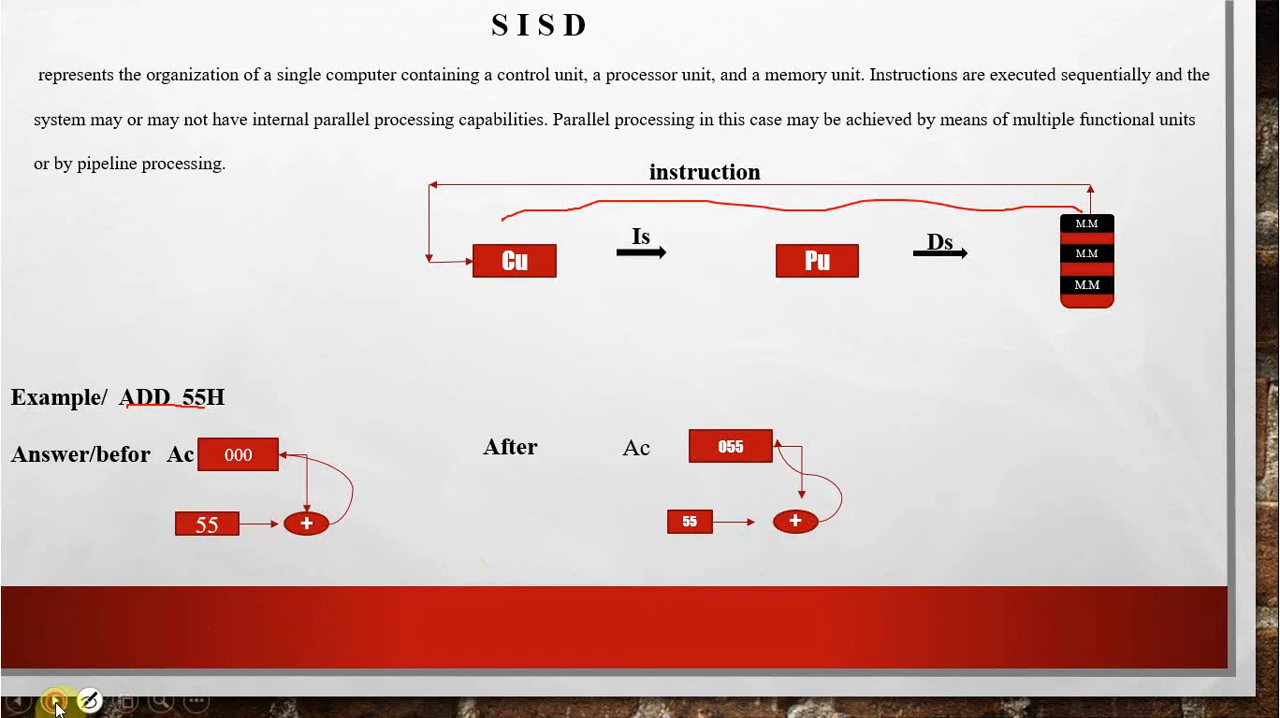 S I S D
represents the organization of a single computer containing a control unit, a processor unit, and a memory unit. Instructions are executed sequentially and the
system may or may not have internal parallel processing capabilities. Parallel processing in this case may be achieved by means of multiple functional units
or by pipeline processing.
instruction
Cu
Is
Pu
Ds
M.M
M.M
M.M
Example/ ADD 55H
Answer/befor Ac 000
55 +
After Ac 055
55 +